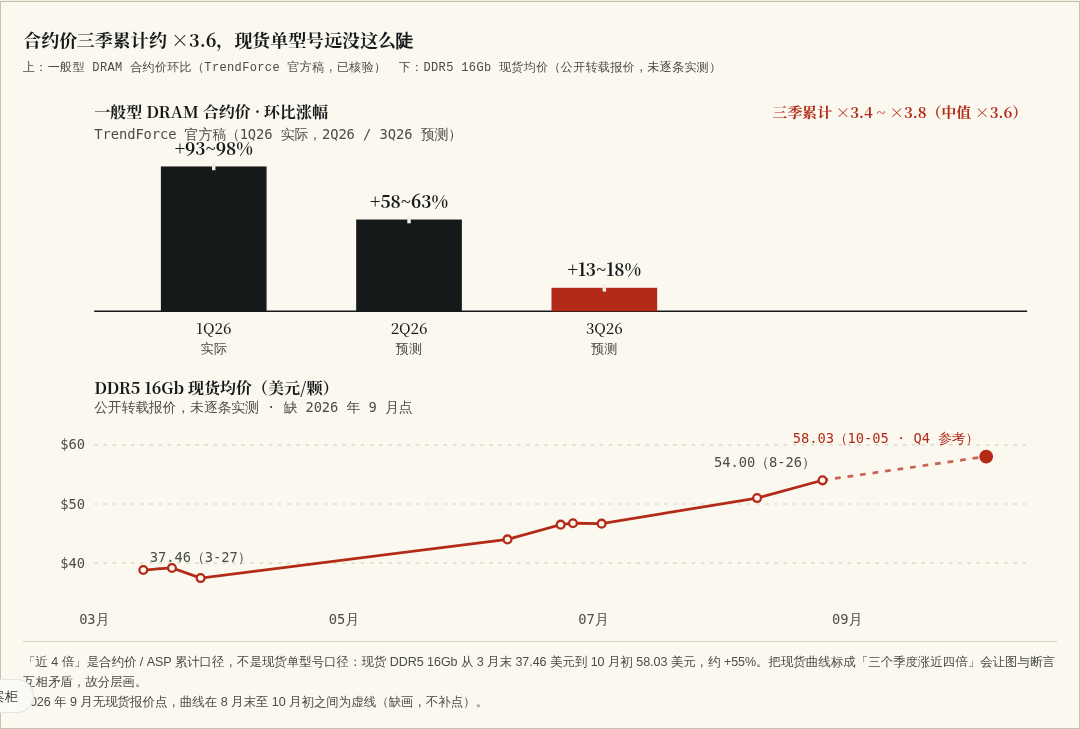 合约价三季累计约 ×3.6，现货单型号远没这么陡
上：一般型 DRAM 合约价环比（TrendForce 官方稿，已核验） 下：DDR5 16Gb 现货均价（公开转载报价，未逐条实测）
一般型 DRAM 合约价 · 环比涨幅
三季累计 ×3.4 ~ ×3.8（中值 ×3.6）
TrendForce 官方稿（1Q26 实际，2Q26 / 3Q26 预测）
+93~98%
+58~63%
+13~18%
1Q26
2Q26
3Q26
实际
预测
预测
DDR5 16Gb 现货均价（美元/颗）
公开转载报价，未逐条实测 · 缺 2026 年 9 月点
$60
58.03（10-05 · Q4 参考）
54.00（8-26）
$50
37.46（3-27）
$40
03月
05月
07月
09月
「近 4 倍」是合约价 / ASP 累计口径，不是现货单型号口径：现货 DDR5 16Gb 从 3 月末 37.46 美元到 10 月初 58.03 美元，约 +55%。把现货曲线标成「三个季度涨近四倍」会让图与断言
互相矛盾，故分层画。
026 年 9 月无现货报价点，曲线在 8 月末至 10 月初之间为虚线（缺画，不补点）。
柜